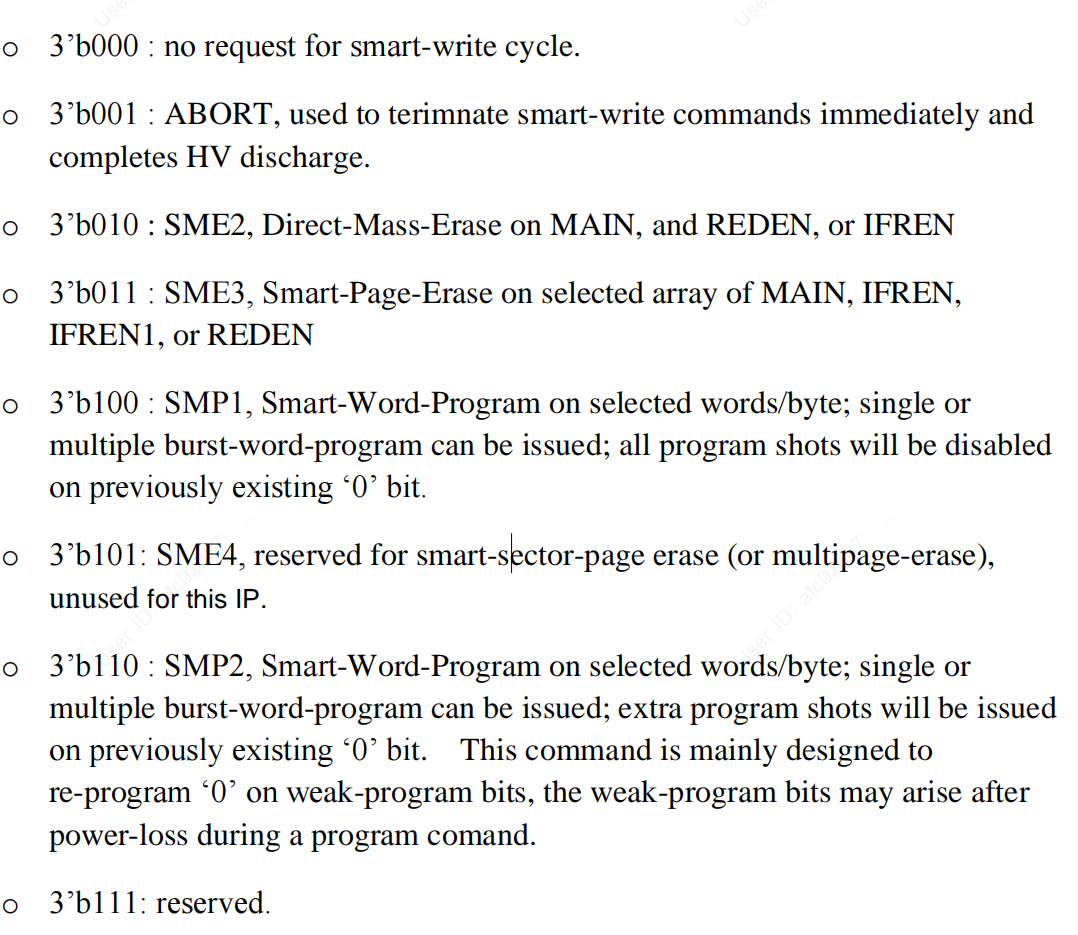 o 3’b000 : no request for smart-write cycle.
o 3’b001 : ABORT, used to terimnate smart-write commands immediately and
completes HV discharge.
o 3’b010 : SME2, Direct-Mass-Erase on MAIN, and REDEN, or IFREN
o 3’b011 : SME3, Smart-Page-Erase on selected array of MAIN, IFREN,
IFREN1, or REDEN
o 3’b100 : SMP1, Smart-Word-Program on selected words/byte; single or
multiple burst-word-program can be issued; all program shots will be disabled
on previously existing ‘0’ bit.
o 3’b101: SME4, reserved for smart-sector-page erase (or multipage-erase),
unused for this IP.
o 3’b110 : SMP2, Smart-Word-Program on selected words/byte; single or
multiple burst-word-program can be issued; extra program shots will be issued
on previously existing ‘0’ bit. This command is mainly designed to
re-program ‘0’ on weak-program bits, the weak-program bits may arise after
power-loss during a program comand.
o 3’b111: reserved.